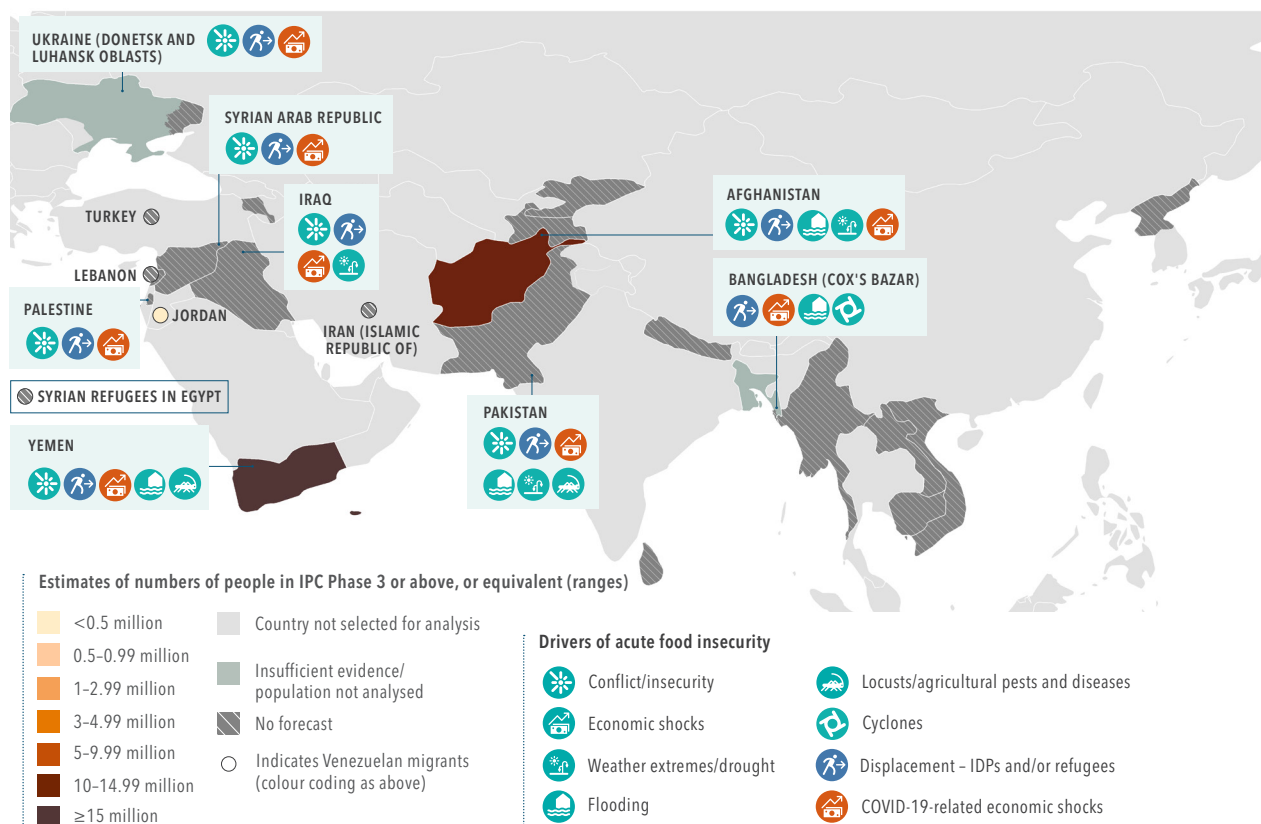 UKRAINE (DONETSK AND
LUHANSK OBLASTS)
SYRIAN ARAB REPUBLIC
IRAQ
TURKEY
LEBANON
PALESTINE
JORDAN
IRAN (ISLAMIC
REPUBLIC OF)
AFGHANISTAN
BANGLADESH (COX'S BAZAR)
SYRIAN REFUGEES IN EGYPT
YEMEN
PAKISTAN
Estimates of numbers of people in IPC Phase 3 or above, or equivalent (ranges)
<0.5 million
0.5–0.99 million
1–2.99 million
3–4.99 million
5–9.99 million
10–14.99 million
≥15 million
Country not selected for analysis
Insufficient evidence/
population not analysed
No forecast
Indicates Venezuelan migrants
(colour coding as above)
Drivers of acute food insecurity
Conflict/insecurity
Economic shocks
Weather extremes/drought
Flooding
Locusts/agricultural pests and diseases
Cyclones
Displacement – IDPs and/or refugees
COVID-19-related economic shocks